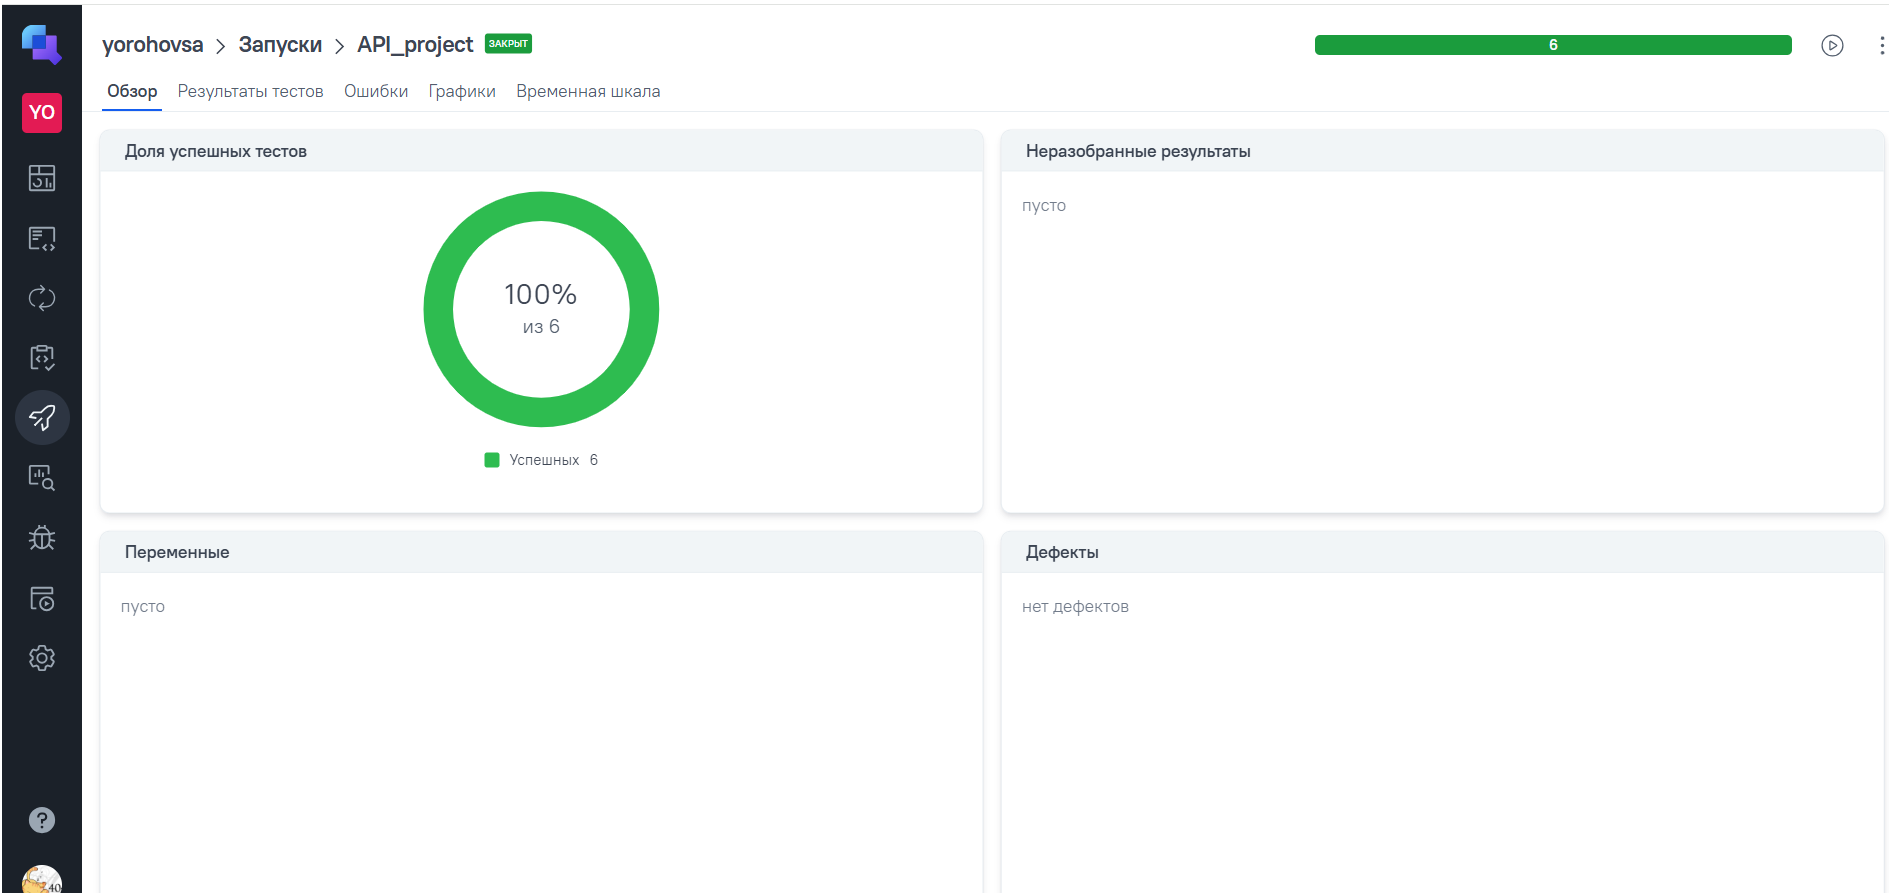 yorohovsa > Запуски > API_project ЗАКРЫТ
6
YO
Обзор Результаты тестов Ошибки Графики Временная шкала
Доля успешных тестов
100%
из 6
Успешных 6
Неразобранные результаты
пусто
Переменные
пусто
Дефекты
нет дефектов
?
40